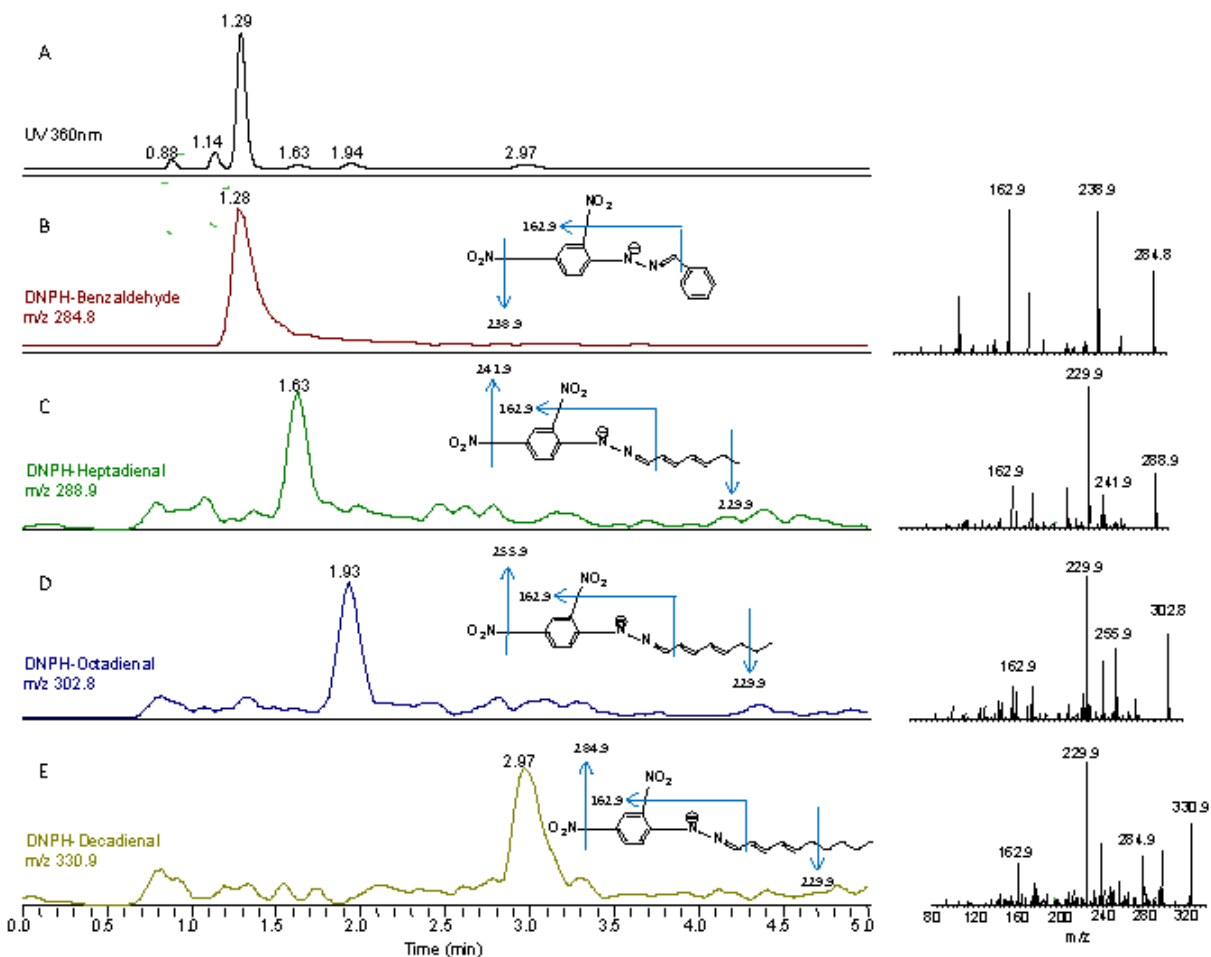 A
UV 360nm
0.88
1.14
1.29
1.63
1.94
2.97
B
DNPH-Benzaldehyde
m/z 284.8
1.28
NO2
162.9
O2N
N
N
⊖
238.9
162.9
238.9
284.8
C
DNPH-Heptadienal
m/z 288.9
1.63
241.9
NO2
162.9
O2N
N
N
⊖
229.9
229.9
162.9
241.9
288.9
D
DNPH-Octadienal
m/z 302.8
1.93
255.9
NO2
162.9
O2N
N
N
⊖
229.9
229.9
162.9
255.9
302.8
E
DNPH-Decadienal
m/z 330.9
2.97
284.9
NO2
162.9
O2N
N
N
⊖
229.9
229.9
162.9
284.9
330.9
0.0 0.5 1.0 1.5 2.0 2.5 3.0 3.5 4.0 4.5 5.0
Time (min)
80 120 160 200 240 280 320
m/z